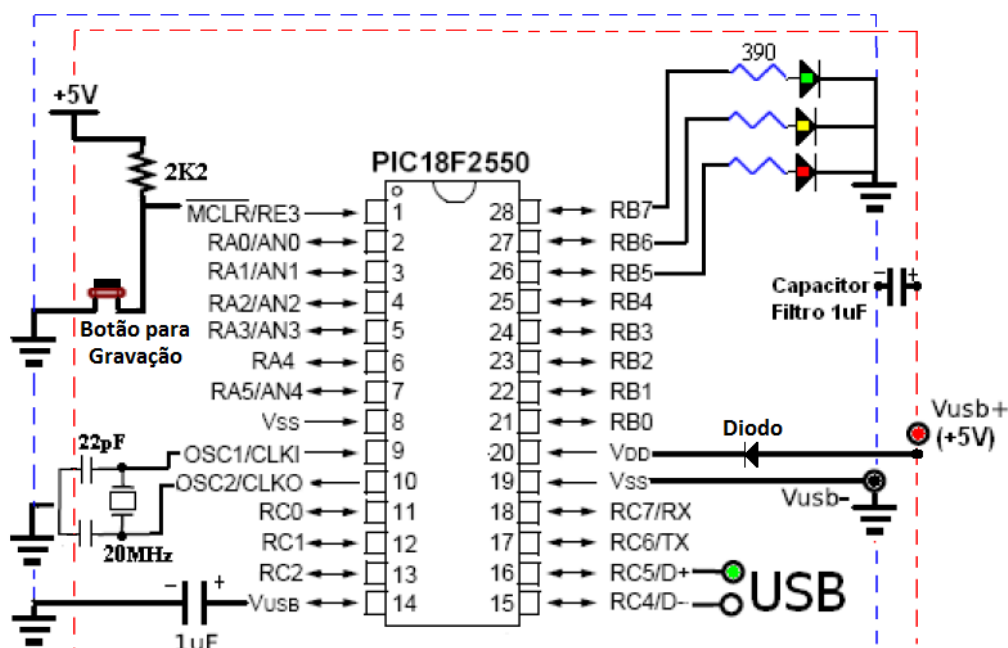 390
+5V
2K2
PIC18F2550
MCLR/RE3
1
28
RB7
RA0/AN0
2
27
RB6
RA1/AN1
3
26
RB5
RA2/AN2
4
25
RB4
RA3/AN3
5
24
RB3
RA4
6
23
RB2
RA5/AN4
7
22
RB1
Vss
8
21
RB0
OSC1/CLKI
9
20
VDD
OSC2/CLKO
10
19
Vss
RC0
11
18
RC7/RX
RC1
12
17
RC6/TX
RC2
13
16
RC5/D+
VUSB
14
15
RC4/D-
Botão para
Gravação
22pF
20MHz
− +
1uF
− +
Capacitor
Filtro 1uF
Diodo
Vusb+
(+5V)
Vusb-
USB